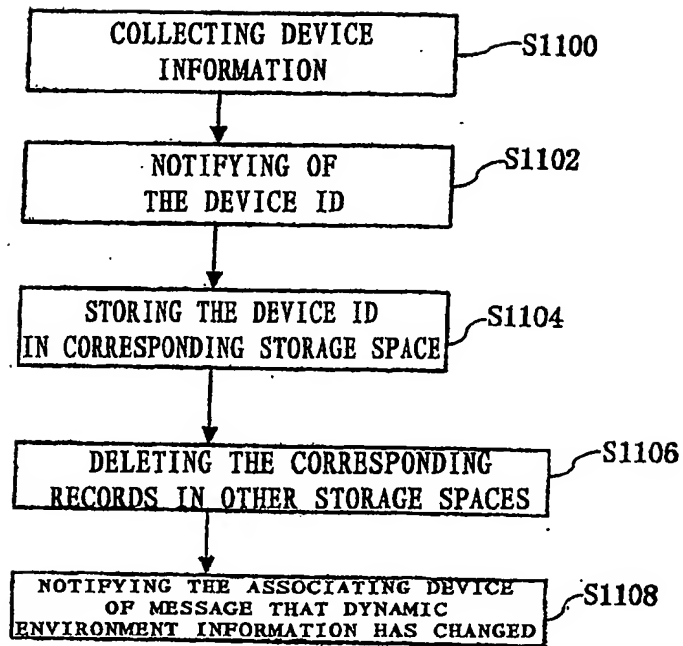 COLLECTING DEVICE
INFORMATION
S1100
NOTIFYING OF
THE DEVICE ID
S1102
STORING THE DEVICE ID
IN CORRESPONDING STORAGE SPACE
S1104
DELETING THE CORRESPONDING
RECORDS IN OTHER STORAGE SPACES
S1106
NOTIFYING THE ASSOCIATING DEVICE
OF MESSAGE THAT DYNAMIC
ENVIRONMENT INFORMATION HAS CHANGED
S1108